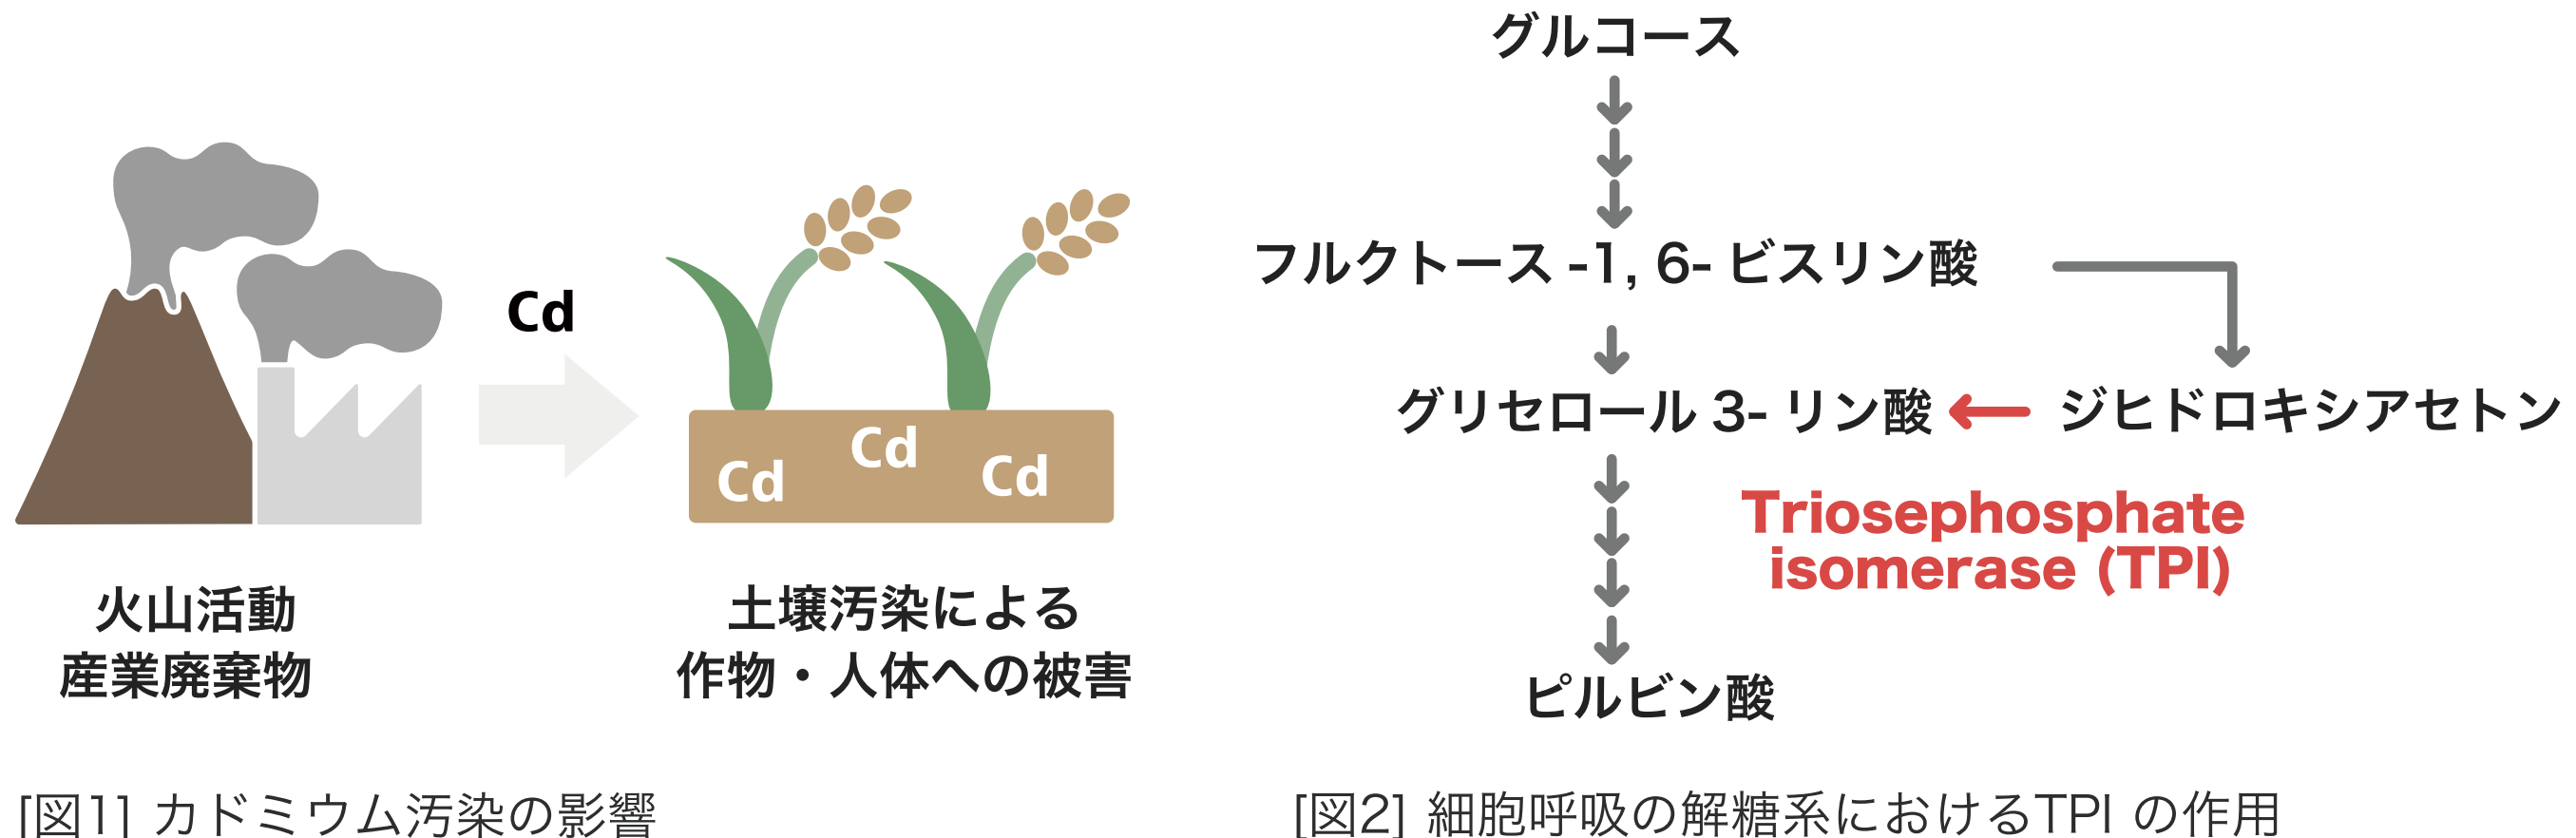 Cd
Cd
Cd
Cd
火山活動
産業廃棄物
土壌汚染による
作物・人体への被害
[図1] カドミウム汚染の影響
グルコース
フルクトース -1, 6- ビスリン酸
グリセロール 3- リン酸
ジヒドロキシアセトン
Triosephosphate
isomerase (TPI)
ピルビン酸
[図2] 細胞呼吸の解糖系におけるTPI の作用